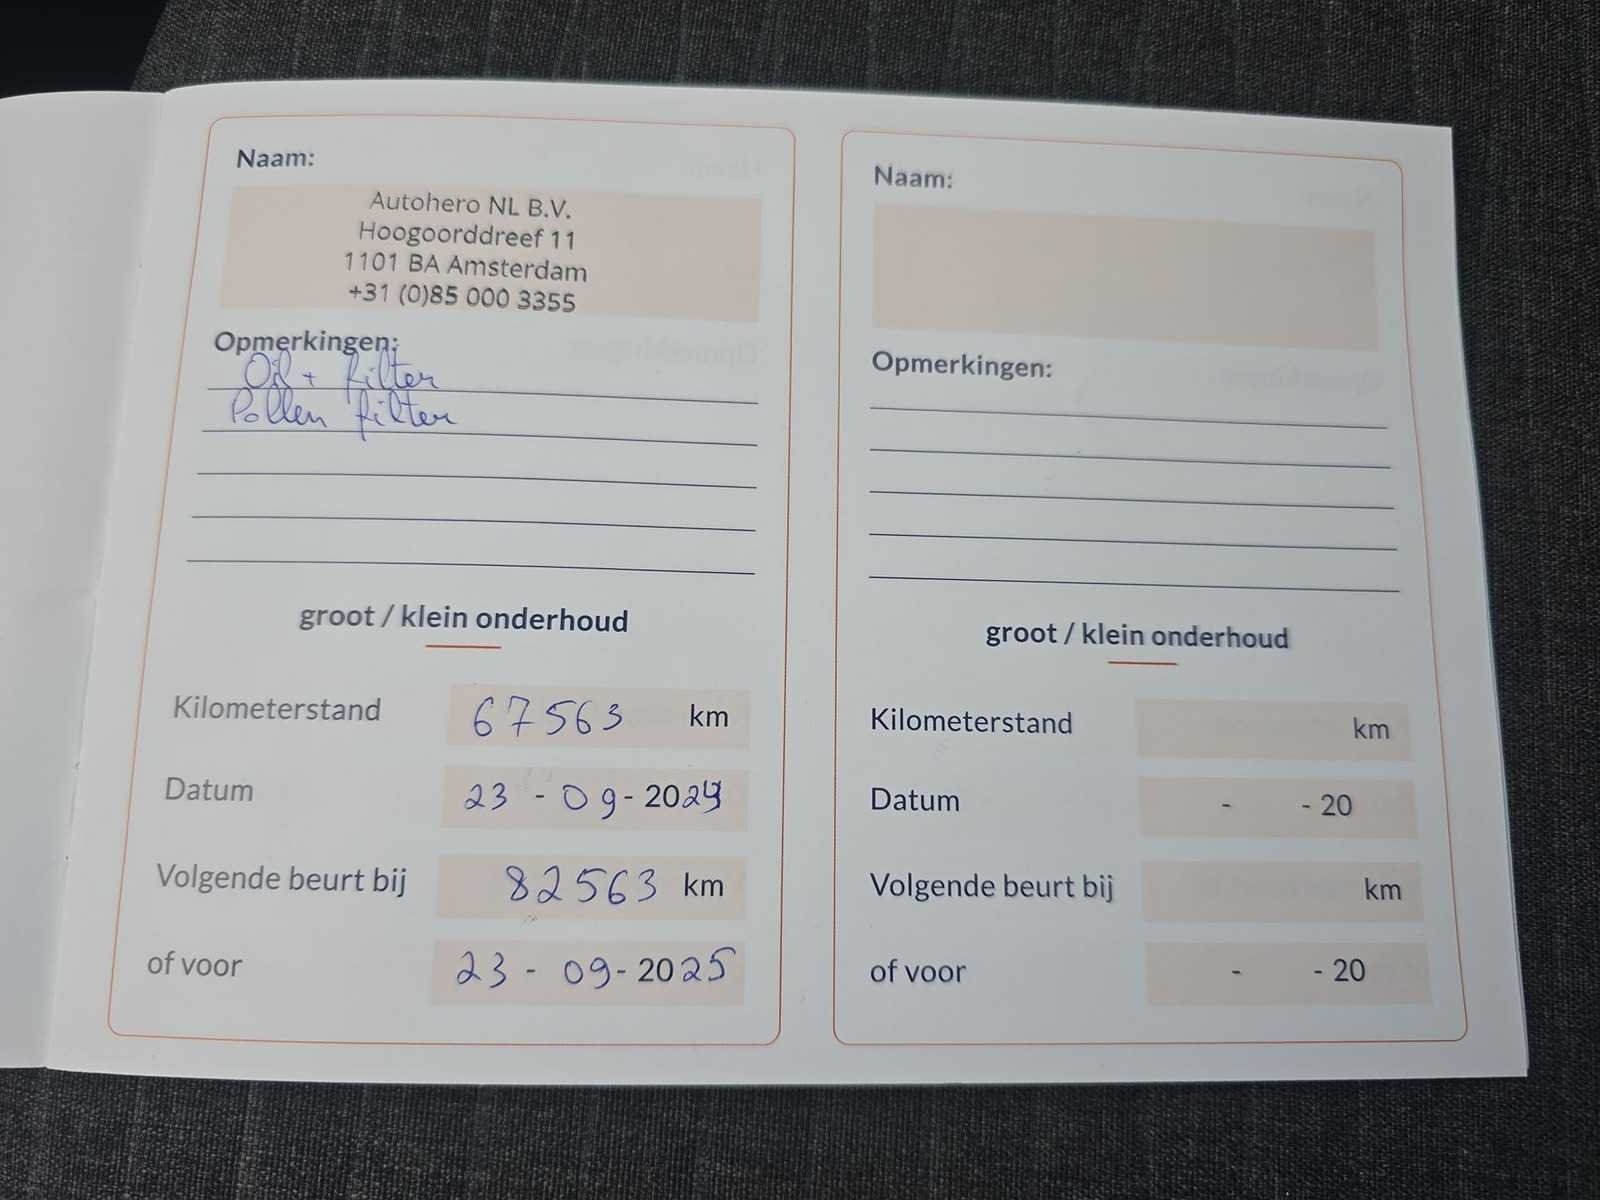 Naam:
Autohero NL B.V.
Hoogoorddreef 11
1101 BA Amsterdam
+31 (0)85 000 3355
Opmerkingen:
Oil + filter
Pollen filter
groot / klein onderhoud
Kilometerstand 67563 km
Datum 23 - 09 - 2024
Volgende beurt bij 82563 km
of voor 23 - 09 - 2025
Naam:
Opmerkingen:
groot / klein onderhoud
Kilometerstand km
Datum - - 20
Volgende beurt bij km
of voor - - 20